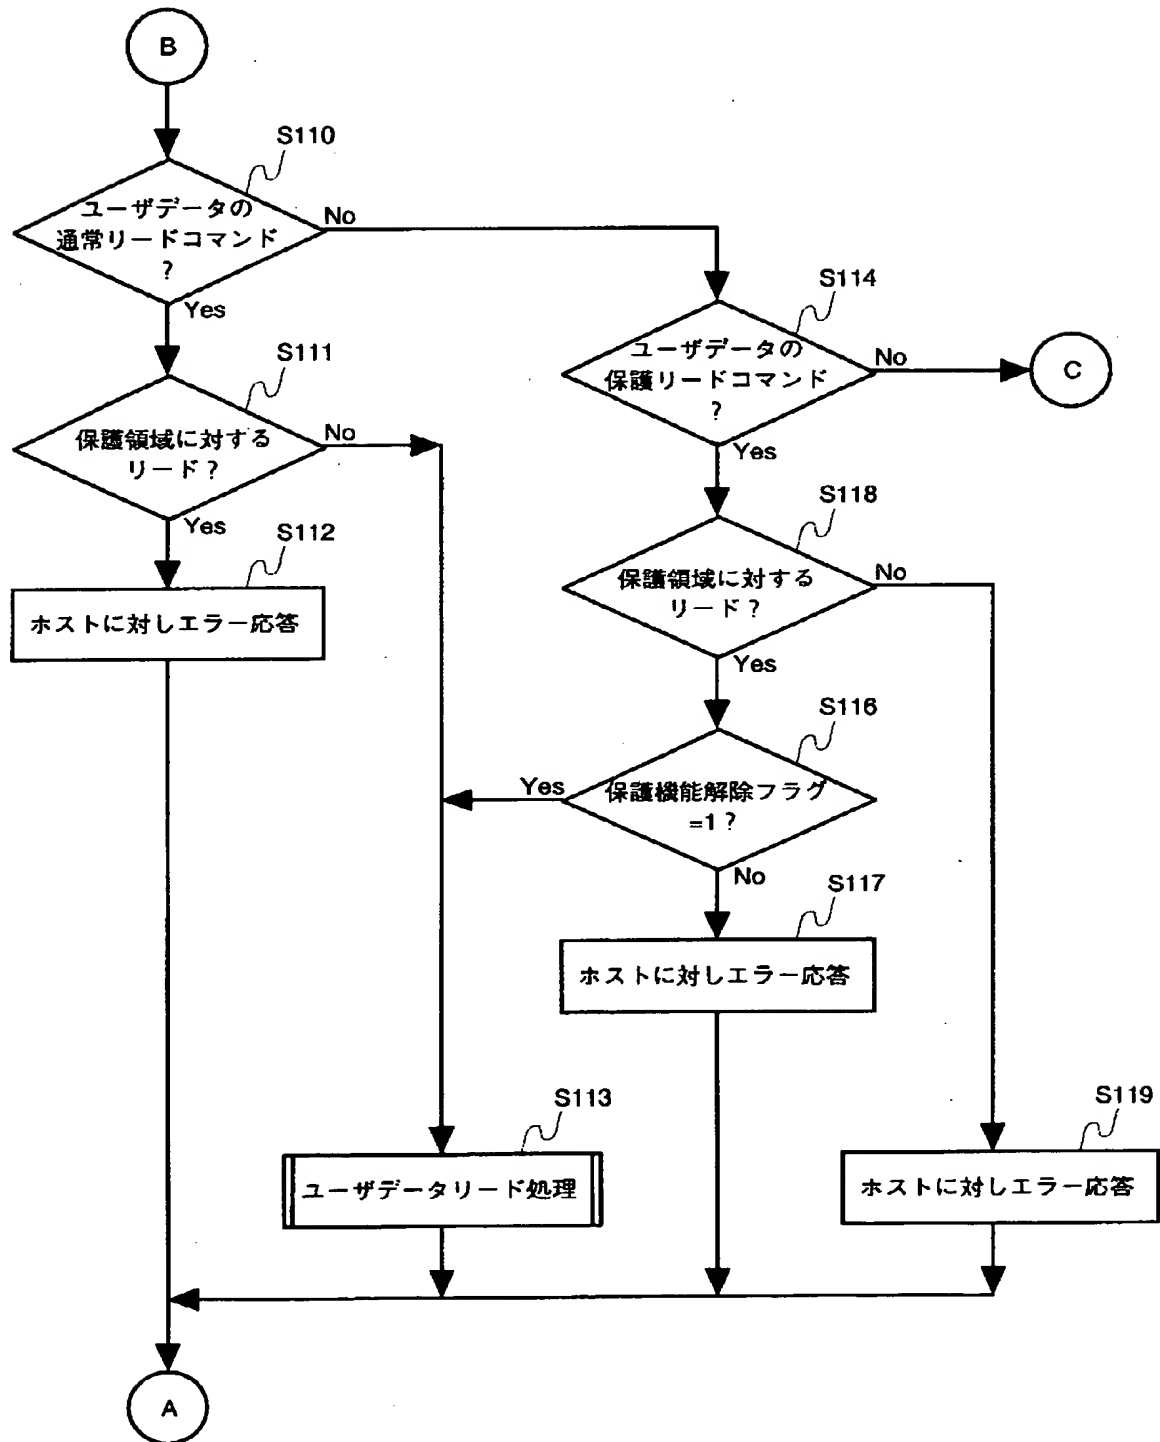 B
S110
ユーザデータの
通常リードコマンド
?
No
Yes
S114
ユーザデータの
保護リードコマンド
?
No
C
Yes
S111
保護領域に対する
リード?
No
Yes
S112
ホストに対しエラー応答
S118
保護領域に対する
リード?
No
Yes
S116
保護機能解除フラグ
=1?
Yes
No
S117
ホストに対しエラー応答
S113
ユーザデータリード処理
S119
ホストに対しエラー応答
A